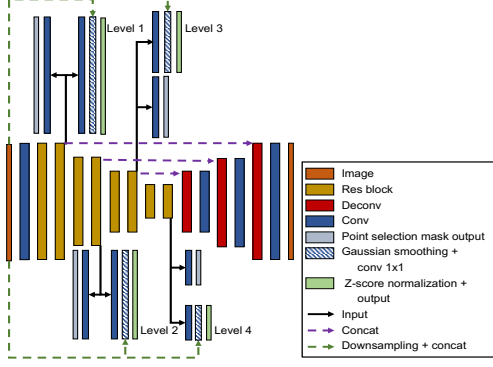 Level 1
Level 3
Level 2
Level 4
Image
Res block
Deconv
Conv
Point selection mask output
Gaussian smoothing +
conv 1x1
Z-score normalization +
output
Input
Concat
Downsampling + concat